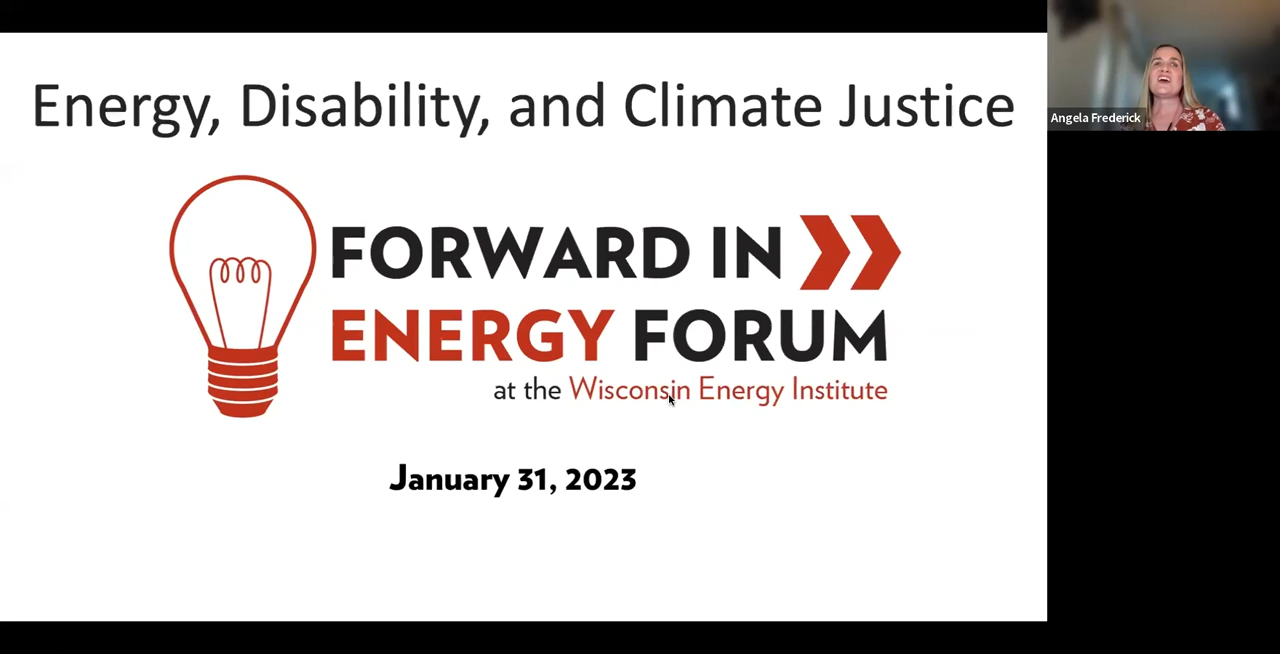 Energy, Disability, and Climate Justice
FORWARD IN
ENERGY FORUM
at the Wisconsin Energy Institute
January 31, 2023
Angela Frederick